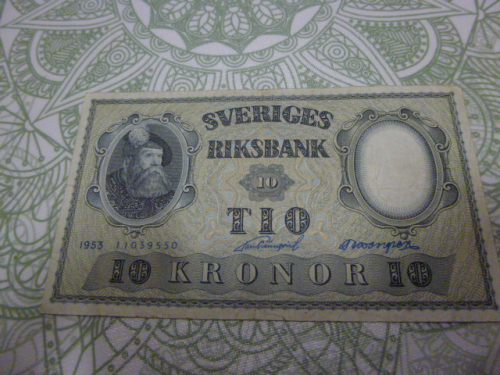 SVERIGES
RIKSBANK
10
TIO
1953 11039550
10 KRONOR 10